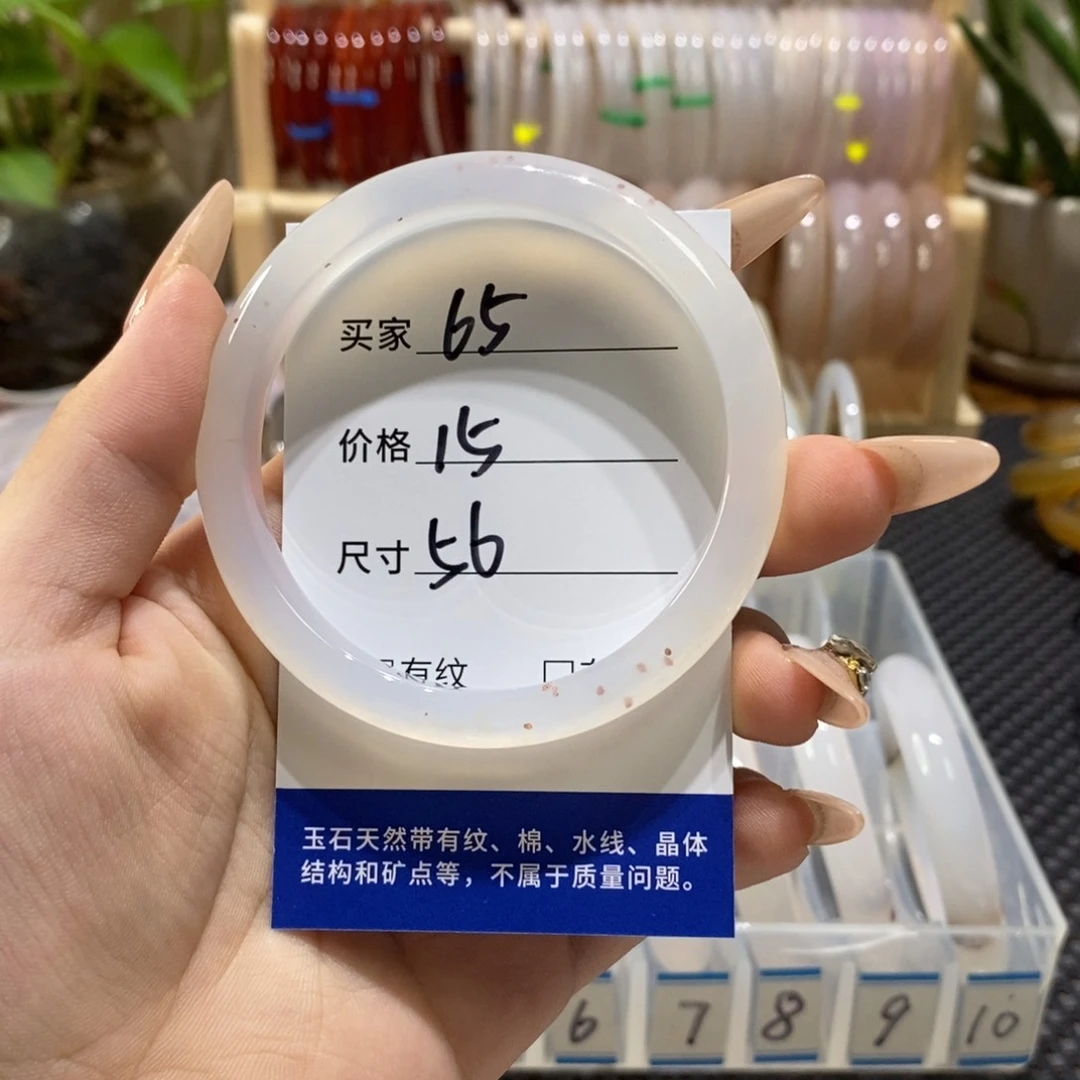 买家 65
价格 15
尺寸 56
有纹 口
玉石天然带有纹、棉、水线、晶体
结构和矿点等，不属于质量问题。
6 7 8 9 10